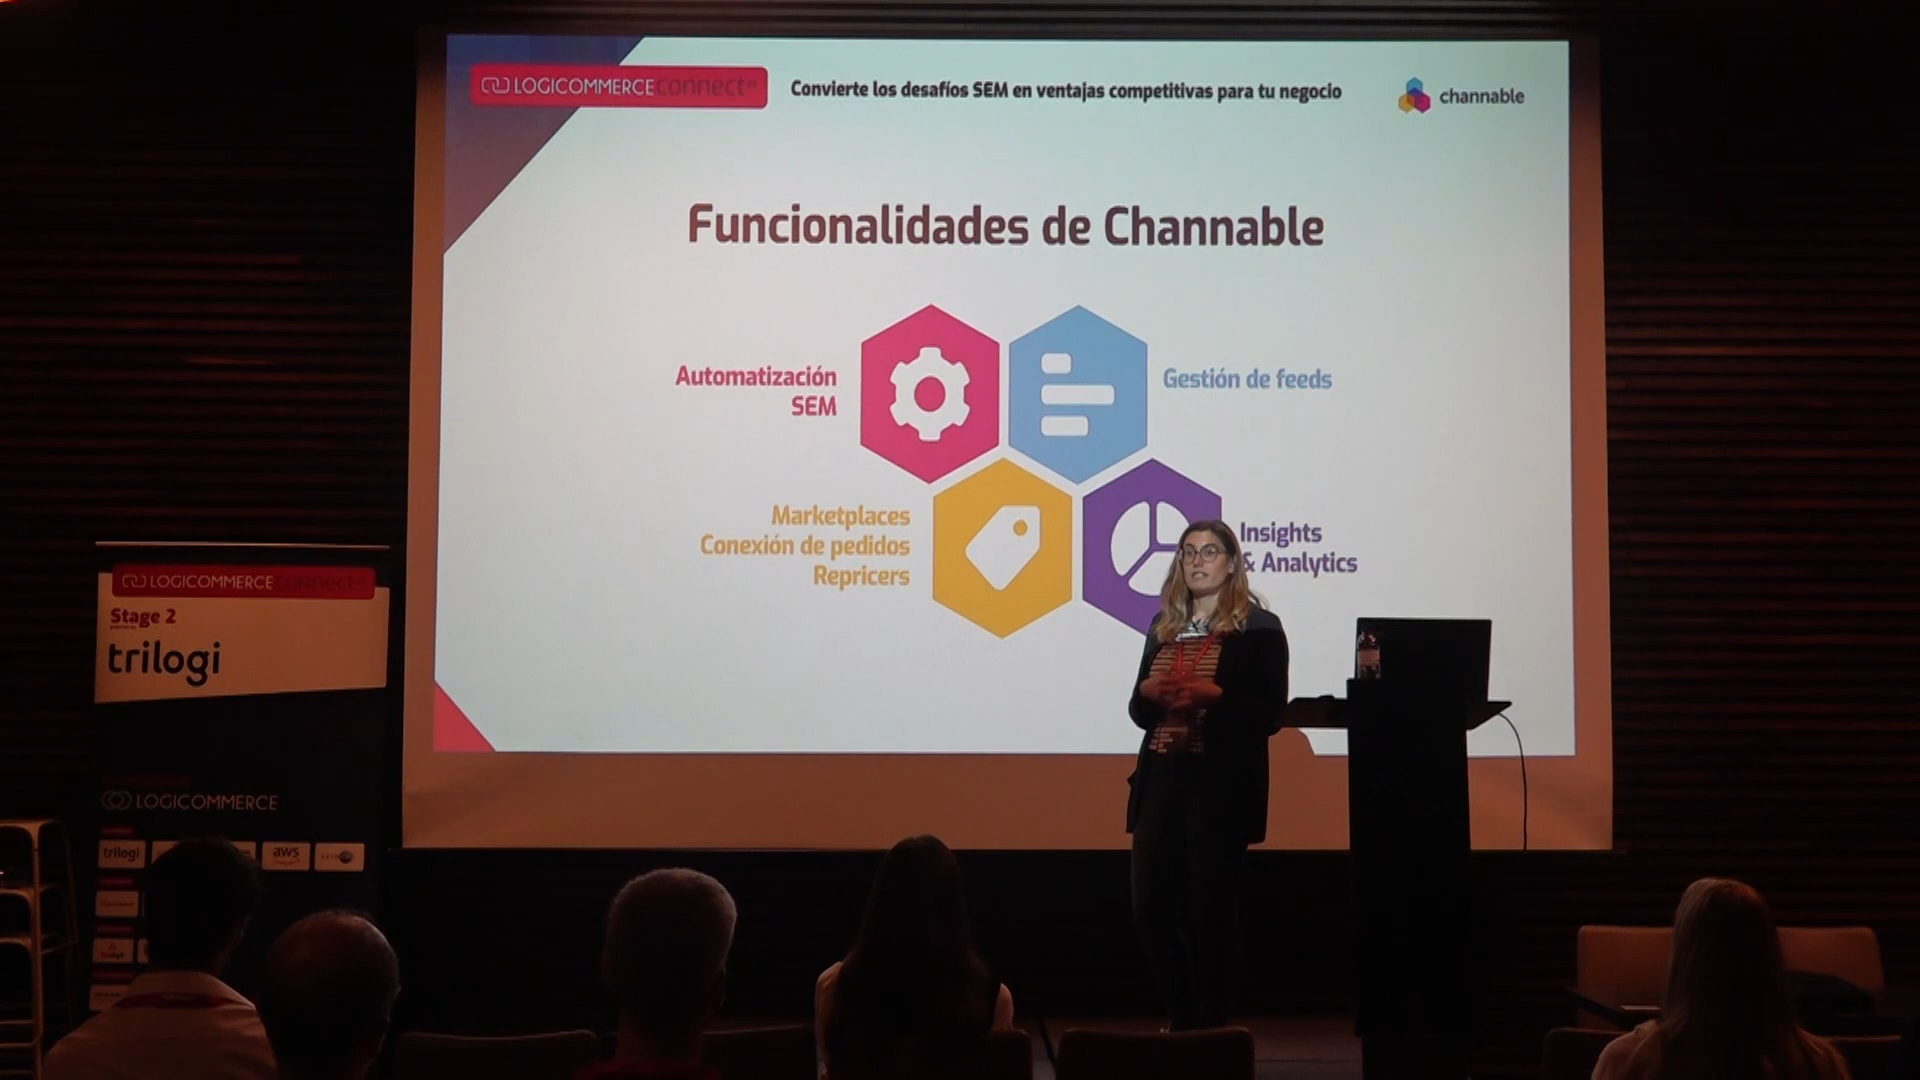 LOGICOMMERCE connect
Convierte los desafíos SEM en ventajas competitivas para tu negocio
channable
Funcionalidades de Channable
Automatización
SEM
Gestión de feeds
Marketplaces
Conexión de pedidos
Repricers
Insights
& Analytics
LOGICOMMERCE connect
Stage 2
trilogi
LOGICOMMERCE
trilogi
aws